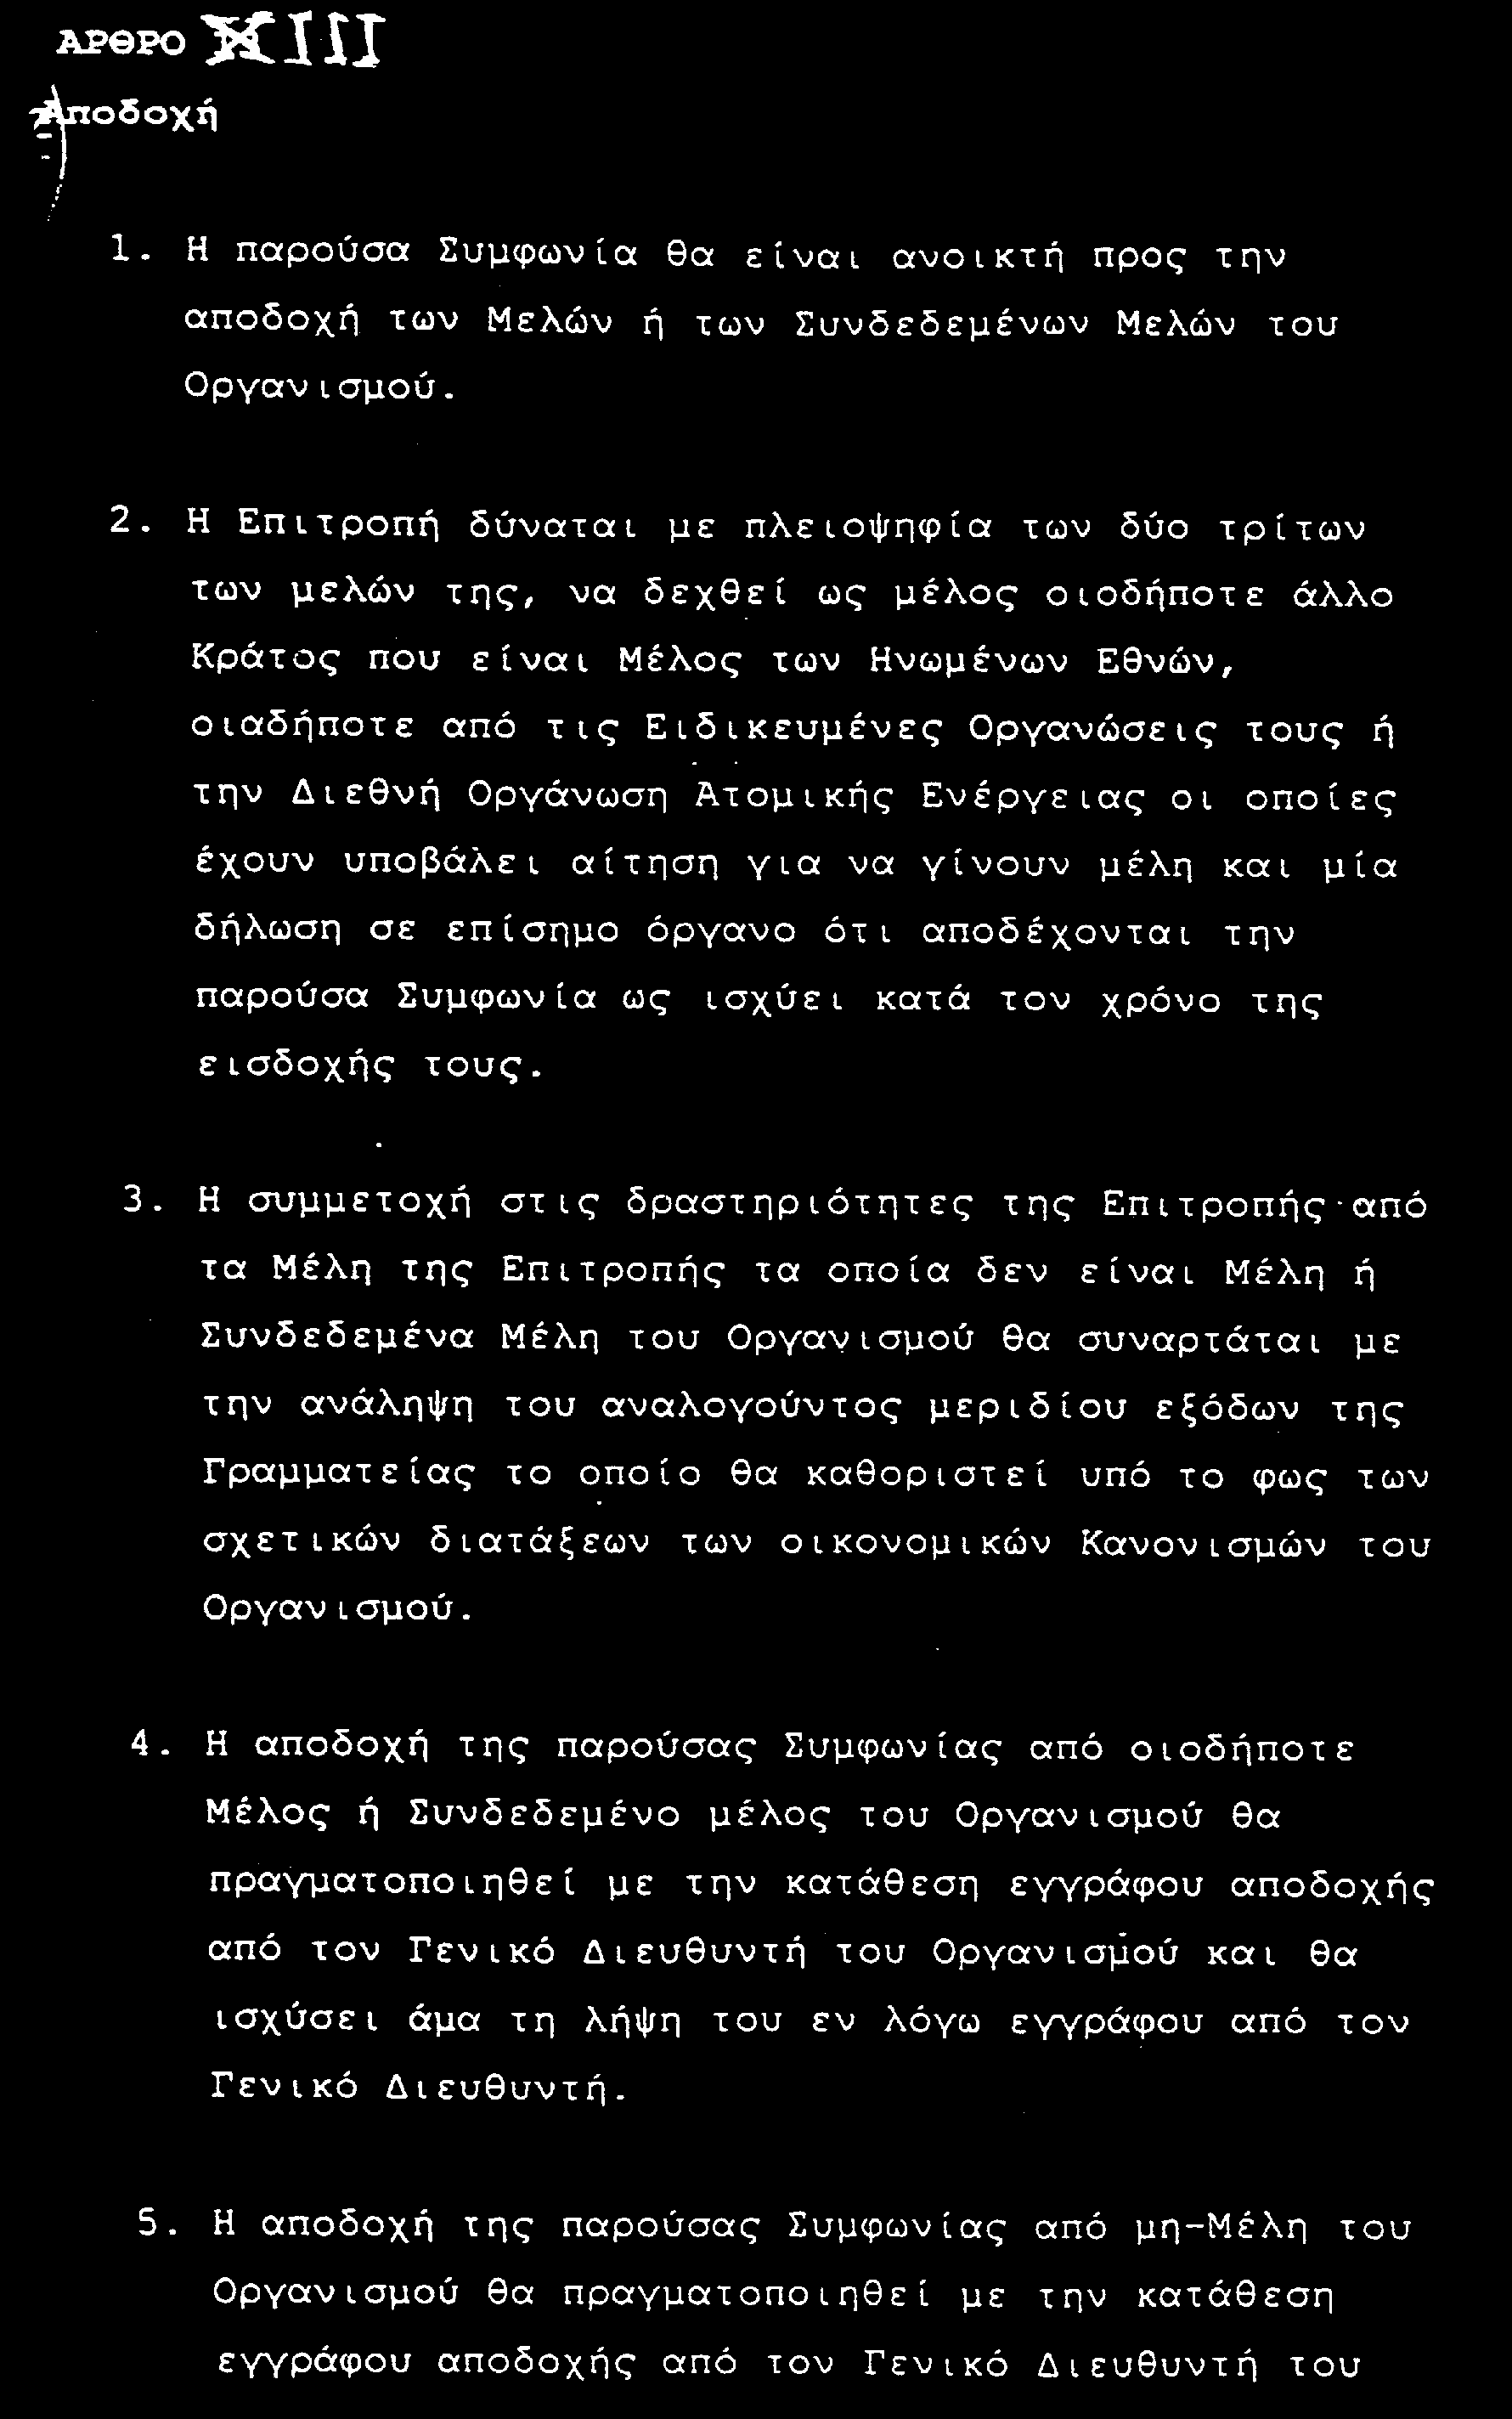 ΑΡΘΡΟ XIII
Αποδοχή
1. Η παρούσα Συμφωνία θα είναι ανοικτή προς την
αποδοχή των Μελών ή των Συνδεδεμένων Μελών του
Οργανισμού.
2. Η Επιτροπή δύναται με πλειοψηφία των δύο τρίτων
των μελών της, να δεχθεί ως μέλος οιοδήποτε άλλο
Κράτος που είναι Μέλος των Ηνωμένων Εθνών,
οιαδήποτε από τις Ειδικευμένες Οργανώσεις τους ή
την Διεθνή Οργάνωση Ατομικής Ενέργειας οι οποίες
έχουν υποβάλει αίτηση για να γίνουν μέλη και μία
δήλωση σε επίσημο όργανο ότι αποδέχονται την
παρούσα Συμφωνία ως ισχύει κατά τον χρόνο της
εισδοχής τους.
3. Η συμμετοχή στις δραστηριότητες της Επιτροπής από
τα Μέλη της Επιτροπής τα οποία δεν είναι Μέλη ή
Συνδεδεμένα Μέλη του Οργανισμού θα συναρτάται με
την ανάληψη του αναλογούντος μεριδίου εξόδων της
Γραμματείας το οποίο θα καθοριστεί υπό το φως των
σχετικών διατάξεων των οικονομικών Κανονισμών του
Οργανισμού.
4. Η αποδοχή της παρούσας Συμφωνίας από οιοδήποτε
Μέλος ή Συνδεδεμένο μέλος του Οργανισμού θα
πραγματοποιηθεί με την κατάθεση εγγράφου αποδοχής
από τον Γενικό Διευθυντή του Οργανισμού και θα
ισχύσει άμα τη λήψη του εν λόγω εγγράφου από τον
Γενικό Διευθυντή.
5. Η αποδοχή της παρούσας Συμφωνίας από μη-Μέλη του
Οργανισμού θα πραγματοποιηθεί με την κατάθεση
εγγράφου αποδοχής από τον Γενικό Διευθυντή του